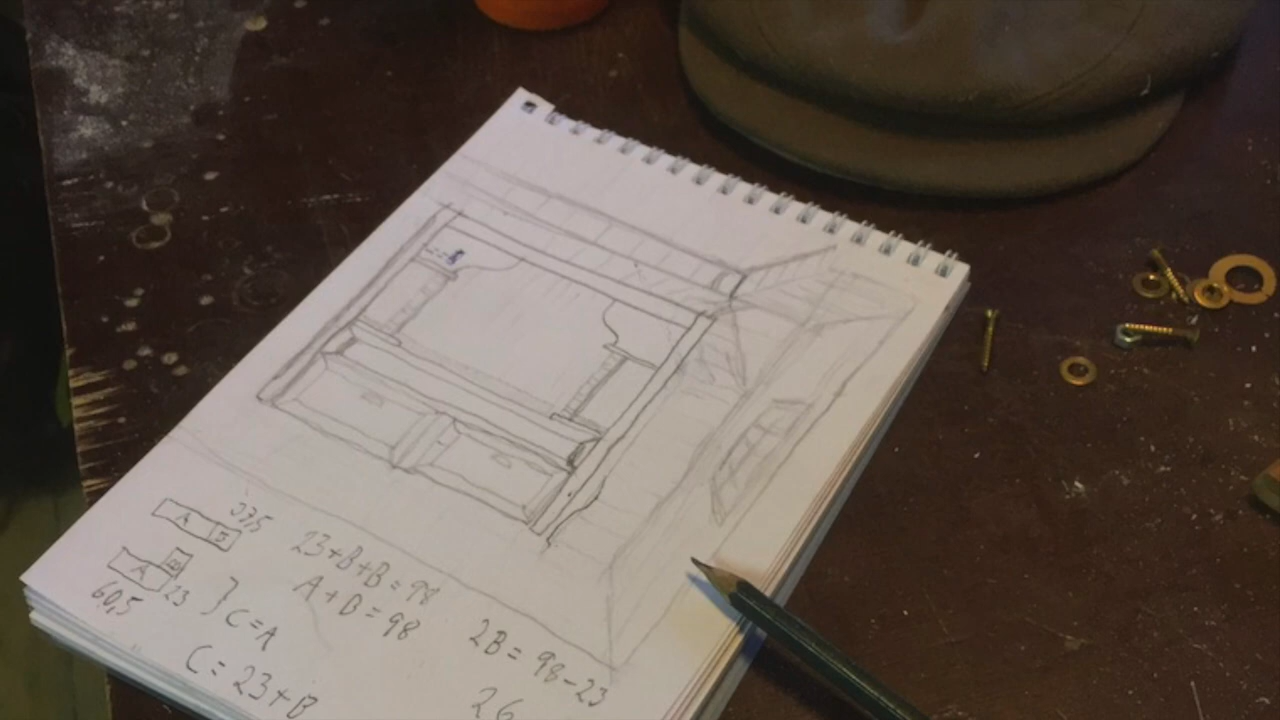 A B 37,5
A B
60,5 23 } C=A
C = 23+B
23+B+B=98
A+B=98
2B = 98-23
26